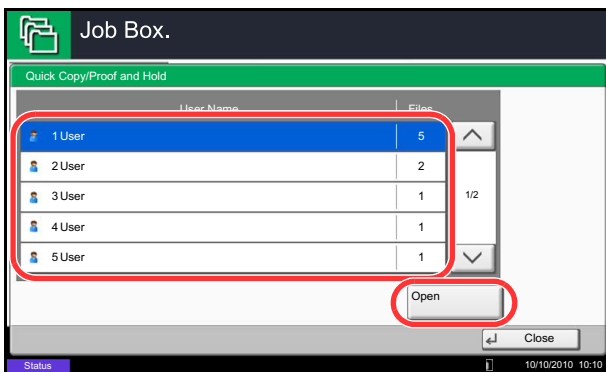 Job Box.
Quick Copy/Proof and Hold
User Name Files
1 User 5
2 User 2
3 User 1
4 User 1
5 User 1
1/2
Open
Close
Status 10/10/2010 10:10